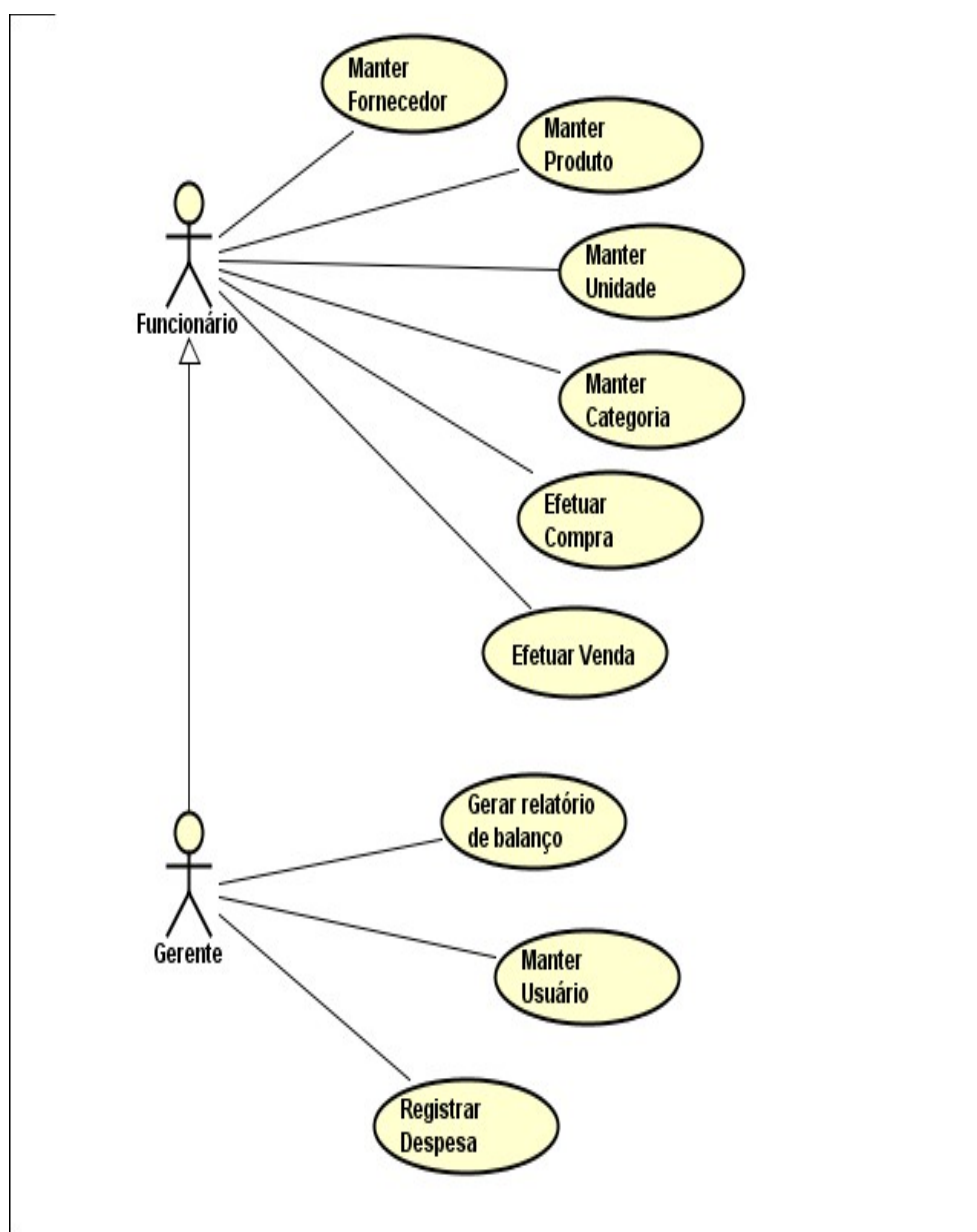 Manter
Fornecedor
Manter
Produto
Manter
Unidade
Funcionário
Manter
Categoria
Efetuar
Compra
Efetuar Venda
Gerar relatório
de balanço
Gerente
Manter
Usuário
Registrar
Despesa